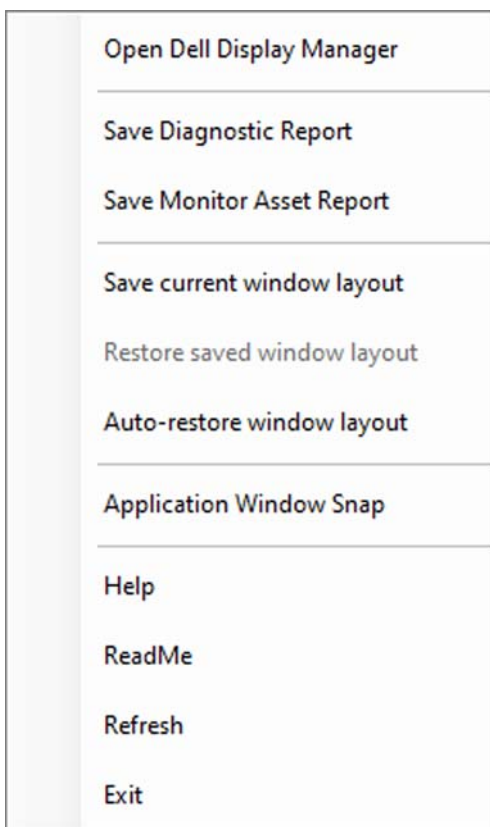 Open Dell Display Manager
Save Diagnostic Report
Save Monitor Asset Report
Save current window layout
Restore saved window layout
Auto-restore window layout
Application Window Snap
Help
ReadMe
Refresh
Exit